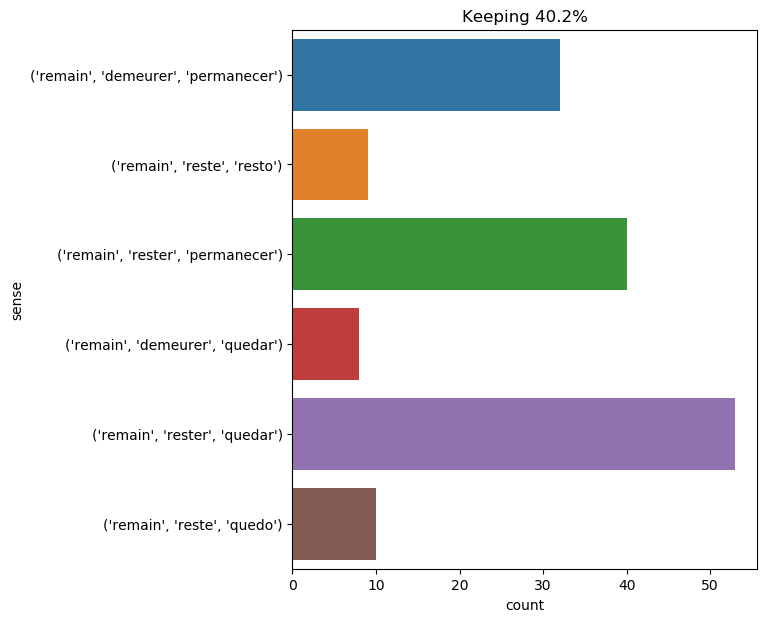 Keeping 40.2%
('remain', 'demeurer', 'permanecer')
('remain', 'reste', 'resto')
('remain', 'rester', 'permanecer')
('remain', 'demeurer', 'quedar')
('remain', 'rester', 'quedar')
('remain', 'reste', 'quedo')
sense
0 10 20 30 40 50
count